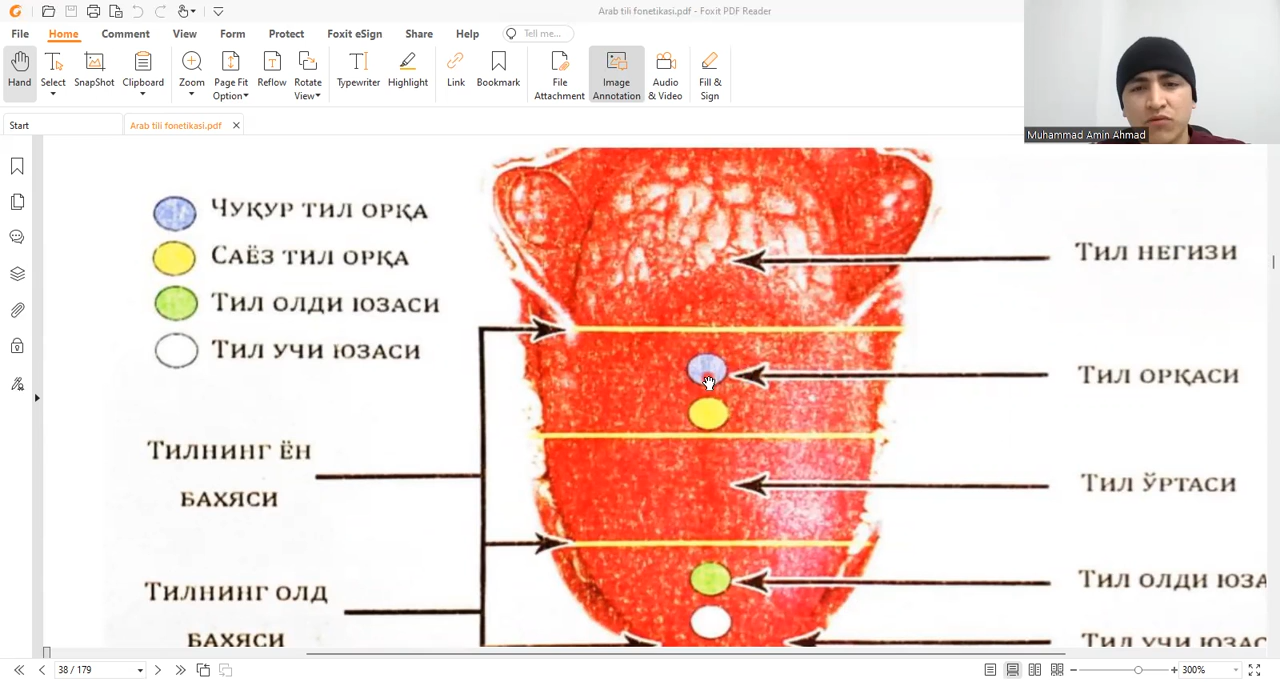 Arab tili fonetikasi.pdf - Foxit PDF Reader
File Home Comment View Form Protect Foxit eSign Share Help Tell me...
Hand Select SnapShot Clipboard Zoom Page Fit Option Reflow Rotate View Typewriter Highlight Link Bookmark File Attachment Image Annotation Audio & Video Fill & Sign
Muhammad Amin Ahmad
Start Arab tili fonetikasi.pdf
Чуқур тил орқа
Саёз тил орқа
Тил олди юзаси
Тил учи юзаси
Тилнинг ён
бахяси
Тилнинг олд
бахяси
Тил негизи
Тил орқаси
Тил ўртаси
Тил олди юза
Тил учи юзас
38 / 179
300%